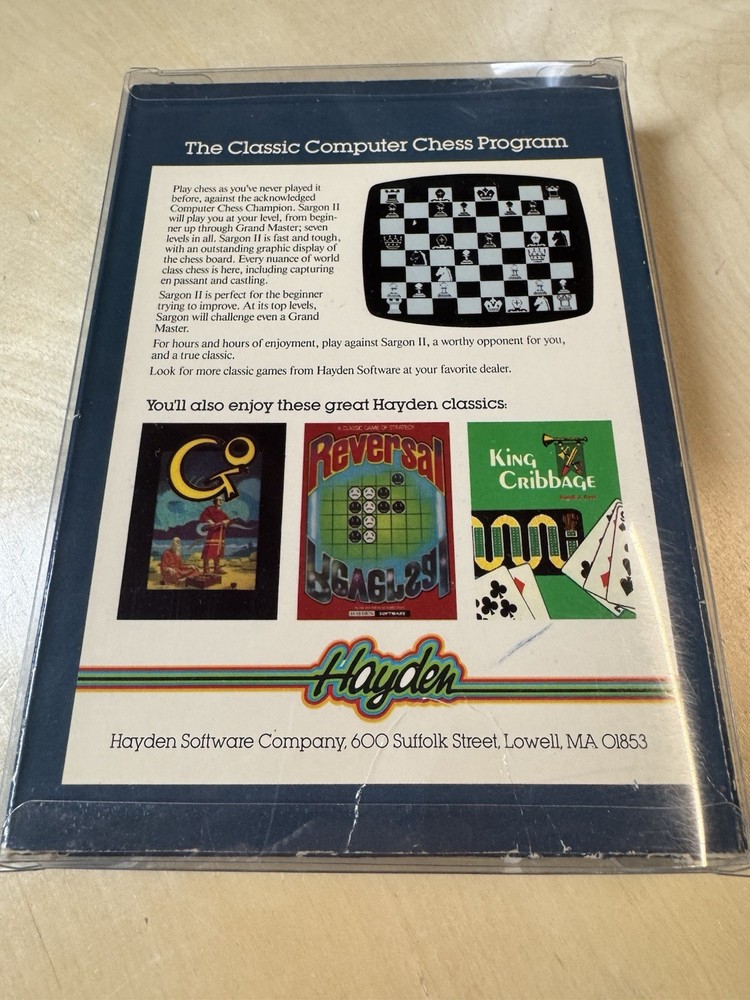 The Classic Computer Chess Program
Play chess as you've never played it
before, against the acknowledged
Computer Chess Champion. Sargon II
will play you at your level, from begin-
ner up through Grand Master; seven
levels in all. Sargon II is fast and tough,
with an outstanding graphic display of
the chess board. Every nuance of world
class chess is here, including capturing
en passant and castling.
Sargon II is perfect for the beginner
trying to improve. At its top levels,
Sargon will challenge even a Grand
Master.
For hours and hours of enjoyment, play against Sargon II, a worthy opponent for you,
and a true classic.
Look for more classic games from Hayden Software at your favorite dealer.
You'll also enjoy these great Hayden classics:
GO
A CLASSIC GAME OF STRATEGY
Reversal
Reversal
HAYDEN SOFTWARE
KING
CRIBBAGE
Hayden
Hayden Software Company, 600 Suffolk Street, Lowell, MA 01853